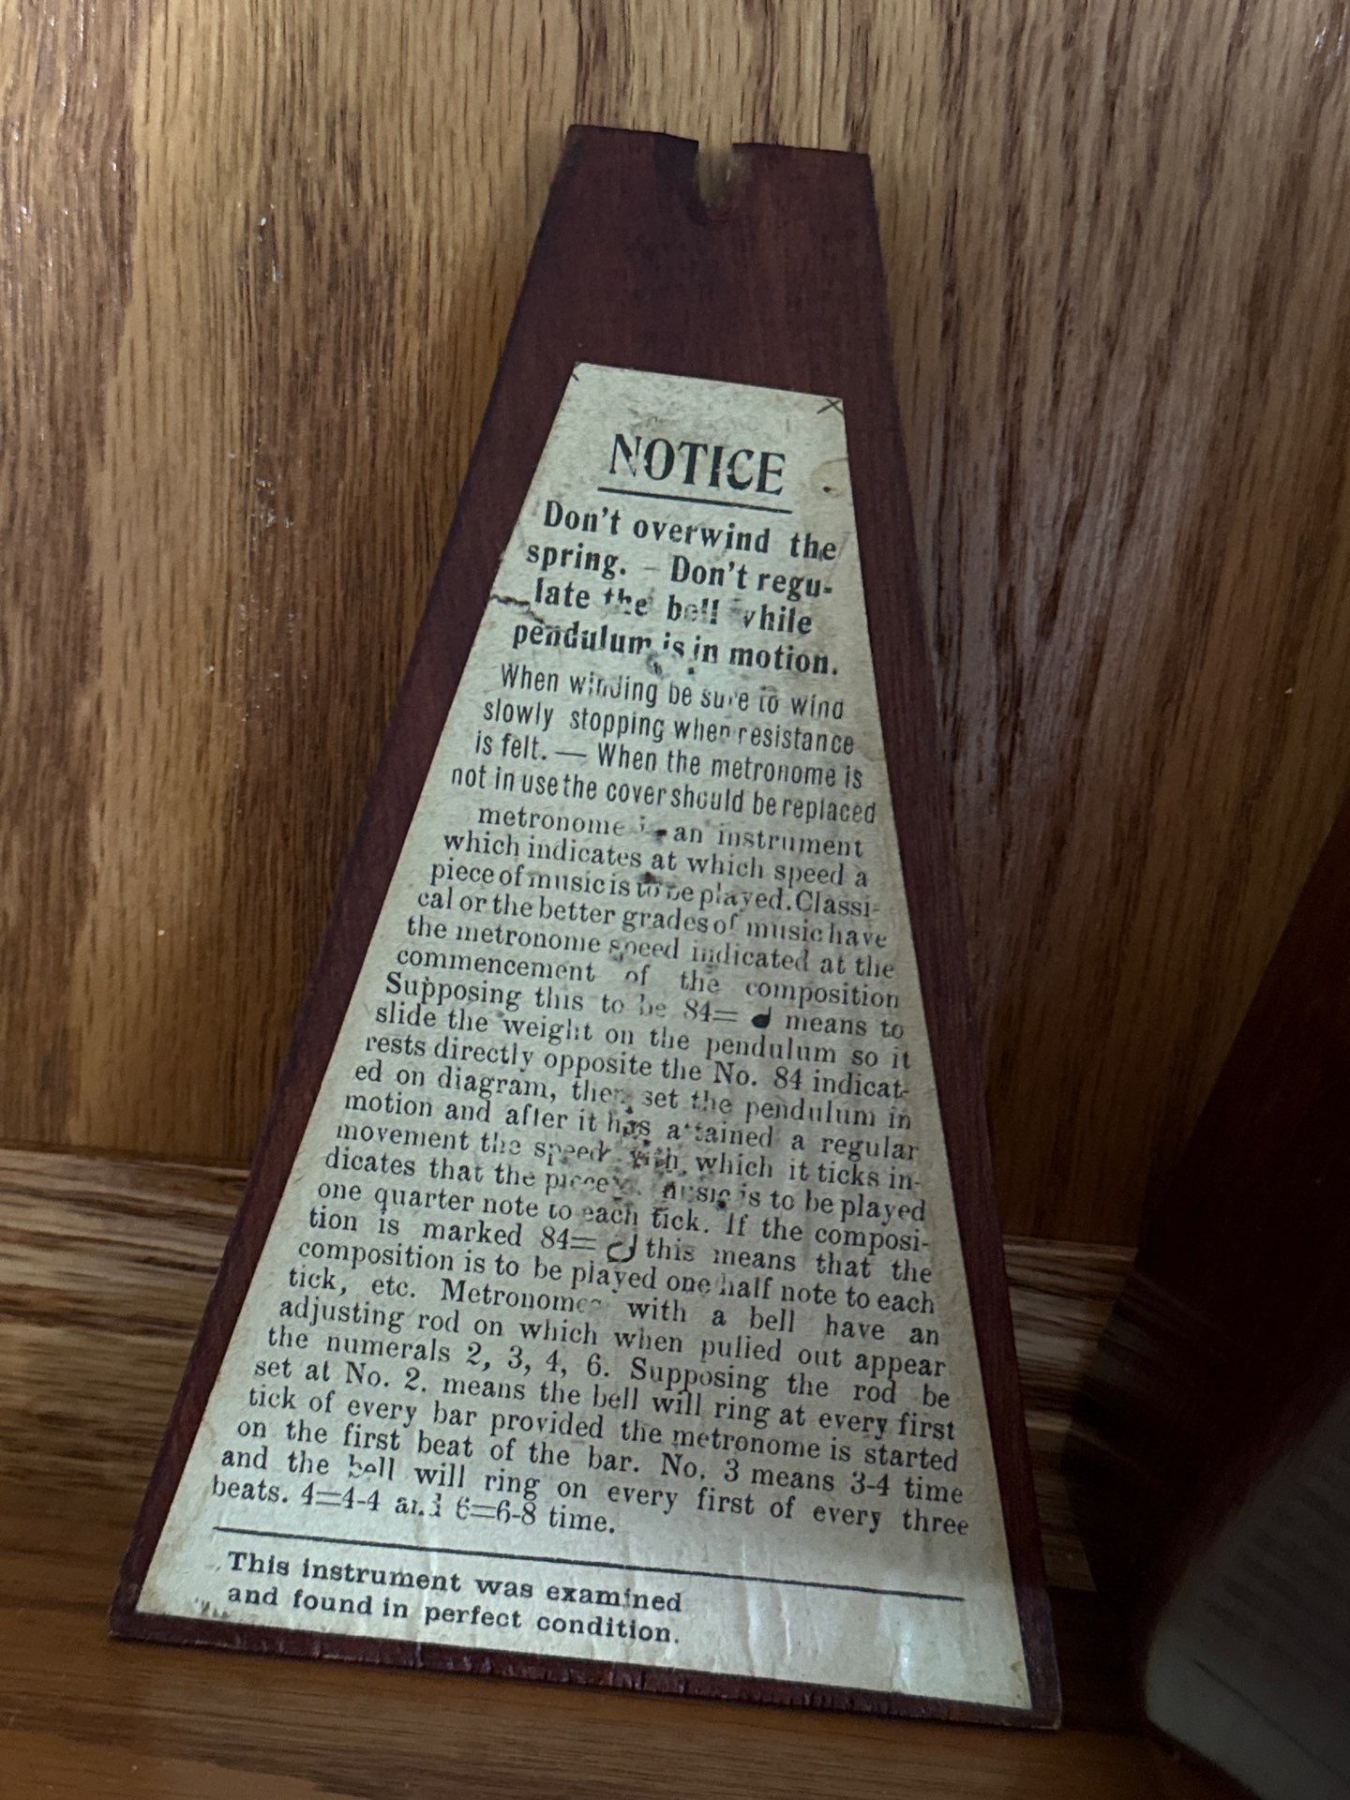 NOTICE
Don't overwind the
spring. – Don't regu-
late the bell while
pendulum is in motion.
When winding be sure to wind
slowly stopping when resistance
is felt. — When the metronome is
not in use the cover should be replaced
metronome is an instrument
which indicates at which speed a
piece of music is to be played. Classi-
cal or the better grades of music have
the metronome speed indicated at the
commencement of the composition
Supposing this to be 84= ♩ means to
slide the weight on the pendulum so it
rests directly opposite the No. 84 indicat-
ed on diagram, then set the pendulum in
motion and after it has attained a regular
movement the speed with which it ticks in-
dicates that the piece music is to be played
one quarter note to each tick. If the composi-
tion is marked 84= 𝅗𝅥 this means that the
composition is to be played one half note to each
tick, etc. Metronomes with a bell have an
adjusting rod on which when pulled out appear
the numerals 2, 3, 4, 6. Supposing the rod be
set at No. 2. means the bell will ring at every first
tick of every bar provided the metronome is started
on the first beat of the bar. No. 3 means 3-4 time
and the bell will ring on every first of every three
beats. 4=4-4 and 6=6-8 time.
This instrument was examined
and found in perfect condition.